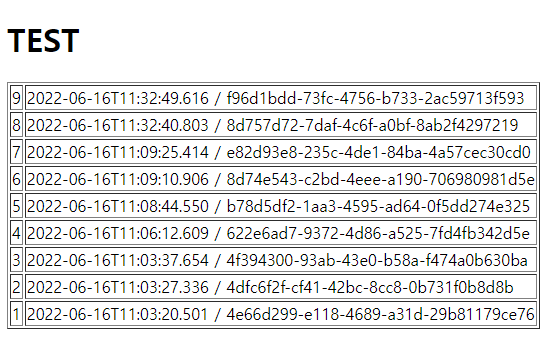 TEST
9 2022-06-16T11:32:49.616 / f96d1bdd-73fc-4756-b733-2ac59713f593
8 2022-06-16T11:32:40.803 / 8d757d72-7daf-4c6f-a0bf-8ab2f4297219
7 2022-06-16T11:09:25.414 / e82d93e8-235c-4de1-84ba-4a57cec30cd0
6 2022-06-16T11:09:10.906 / 8d74e543-c2bd-4eee-a190-706980981d5e
5 2022-06-16T11:08:44.550 / b78d5df2-1aa3-4595-ad64-0f5dd274e325
4 2022-06-16T11:06:12.609 / 622e6ad7-9372-4d86-a525-7fd4fb342d5e
3 2022-06-16T11:03:37.654 / 4f394300-93ab-43e0-b58a-f474a0b630ba
2 2022-06-16T11:03:27.336 / 4dfc6f2f-cf41-42bc-8cc8-0b731f0b8d8b
1 2022-06-16T11:03:20.501 / 4e66d299-e118-4689-a31d-29b81179ce76